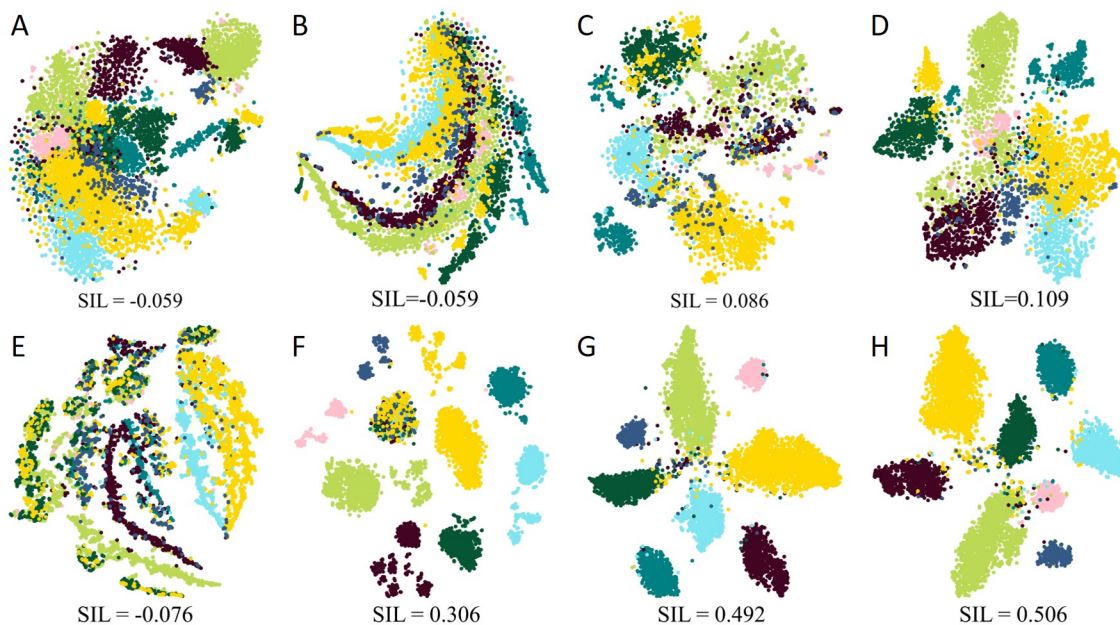 A B C D
SIL = -0.059 SIL=-0.059 SIL = 0.086 SIL=0.109
E F G H
SIL = -0.076 SIL = 0.306 SIL = 0.492 SIL = 0.506